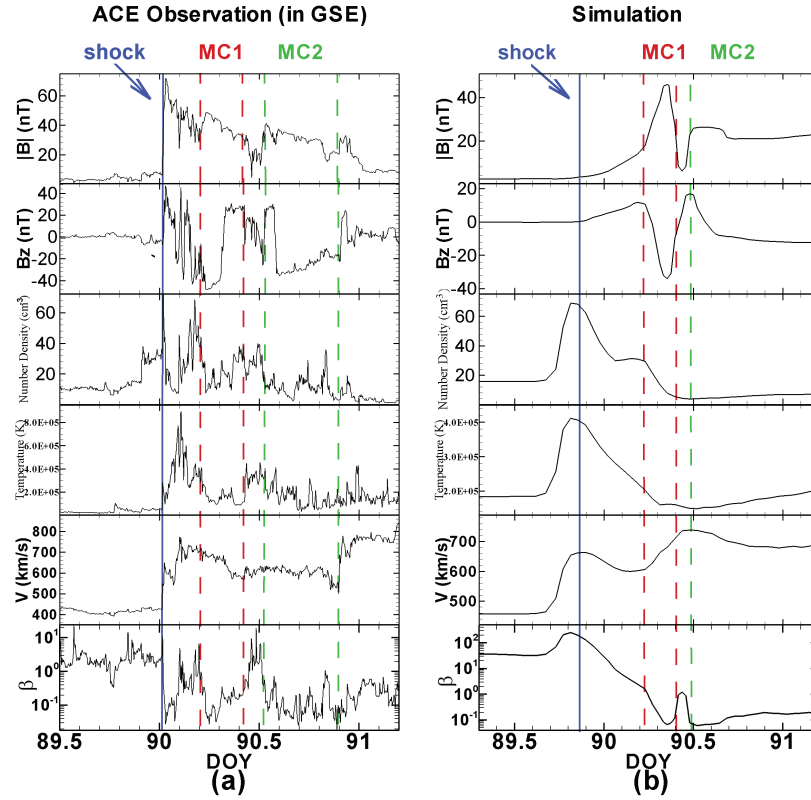 ACE Observation (in GSE)
shock MC1 MC2
|B| (nT)
60
40
20
Bz (nT)
40
20
0
-20
-40
Number Density (cm³)
60
40
20
Temperature (K)
8.0E+05
6.0E+05
4.0E+05
2.0E+05
V (km/s)
800
700
600
500
400
β
10¹
10⁰
10⁻¹
89.5 90 90.5 91
DOY
(a)
Simulation
shock MC1 MC2
|B| (nT)
40
20
Bz (nT)
20
0
-20
-40
Number Density (cm³)
60
40
20
Temperature (K)
4.0E+05
3.0E+05
2.0E+05
V (km/s)
700
600
500
β
10²
10¹
10⁰
10⁻¹
89.5 90 90.5 91
DOY
(b)